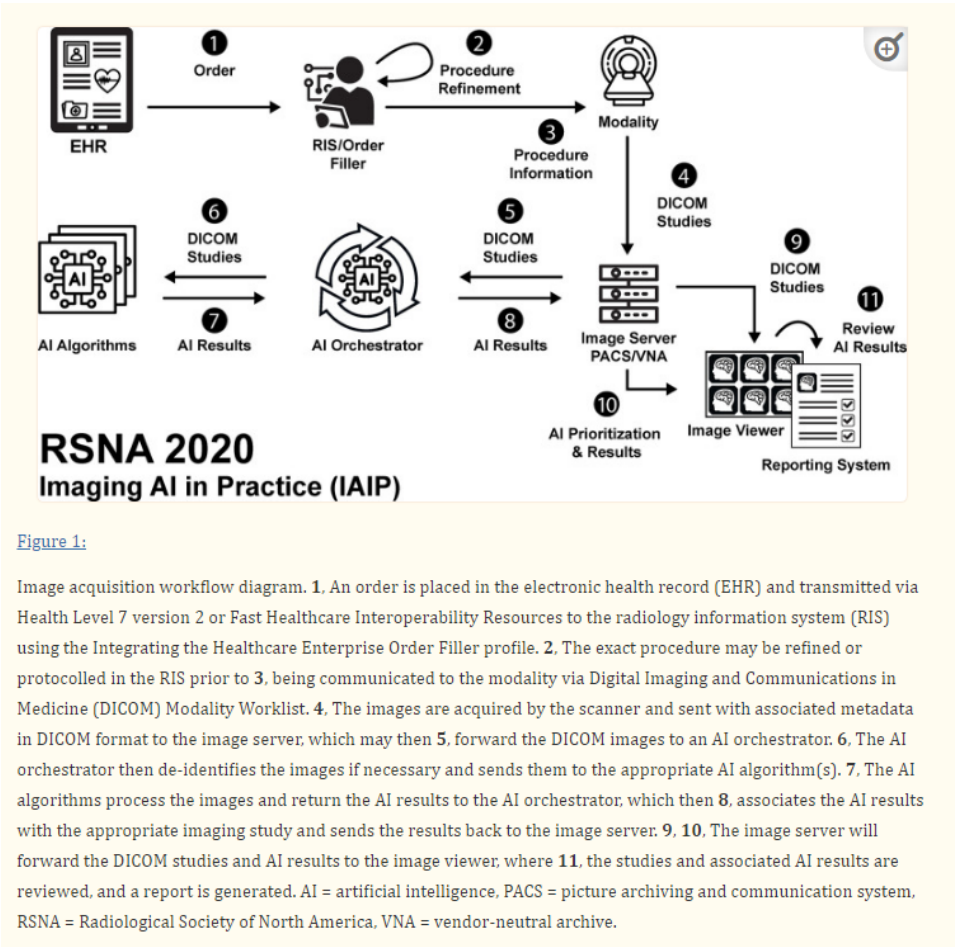 1
Order
2
Procedure
Refinement
EHR
RIS/Order
Filler
Modality
3
Procedure
Information
4
DICOM
Studies
6
DICOM
Studies
5
DICOM
Studies
9
DICOM
Studies
AI
AI
7
8
11
Review
AI Results
AI Algorithms
AI Results
AI Orchestrator
AI Results
Image Server
PACS/VNA
10
AI Prioritization
& Results
Image Viewer
Reporting System
RSNA 2020
Imaging AI in Practice (IAIP)
Figure 1:
Image acquisition workflow diagram. 1, An order is placed in the electronic health record (EHR) and transmitted via
Health Level 7 version 2 or Fast Healthcare Interoperability Resources to the radiology information system (RIS)
using the Integrating the Healthcare Enterprise Order Filler profile. 2, The exact procedure may be refined or
protocolled in the RIS prior to 3, being communicated to the modality via Digital Imaging and Communications in
Medicine (DICOM) Modality Worklist. 4, The images are acquired by the scanner and sent with associated metadata
in DICOM format to the image server, which may then 5, forward the DICOM images to an AI orchestrator. 6, The AI
orchestrator then de-identifies the images if necessary and sends them to the appropriate AI algorithm(s). 7, The AI
algorithms process the images and return the AI results to the AI orchestrator, which then 8, associates the AI results
with the appropriate imaging study and sends the results back to the image server. 9, 10, The image server will
forward the DICOM studies and AI results to the image viewer, where 11, the studies and associated AI results are
reviewed, and a report is generated. AI = artificial intelligence, PACS = picture archiving and communication system,
RSNA = Radiological Society of North America, VNA = vendor-neutral archive.